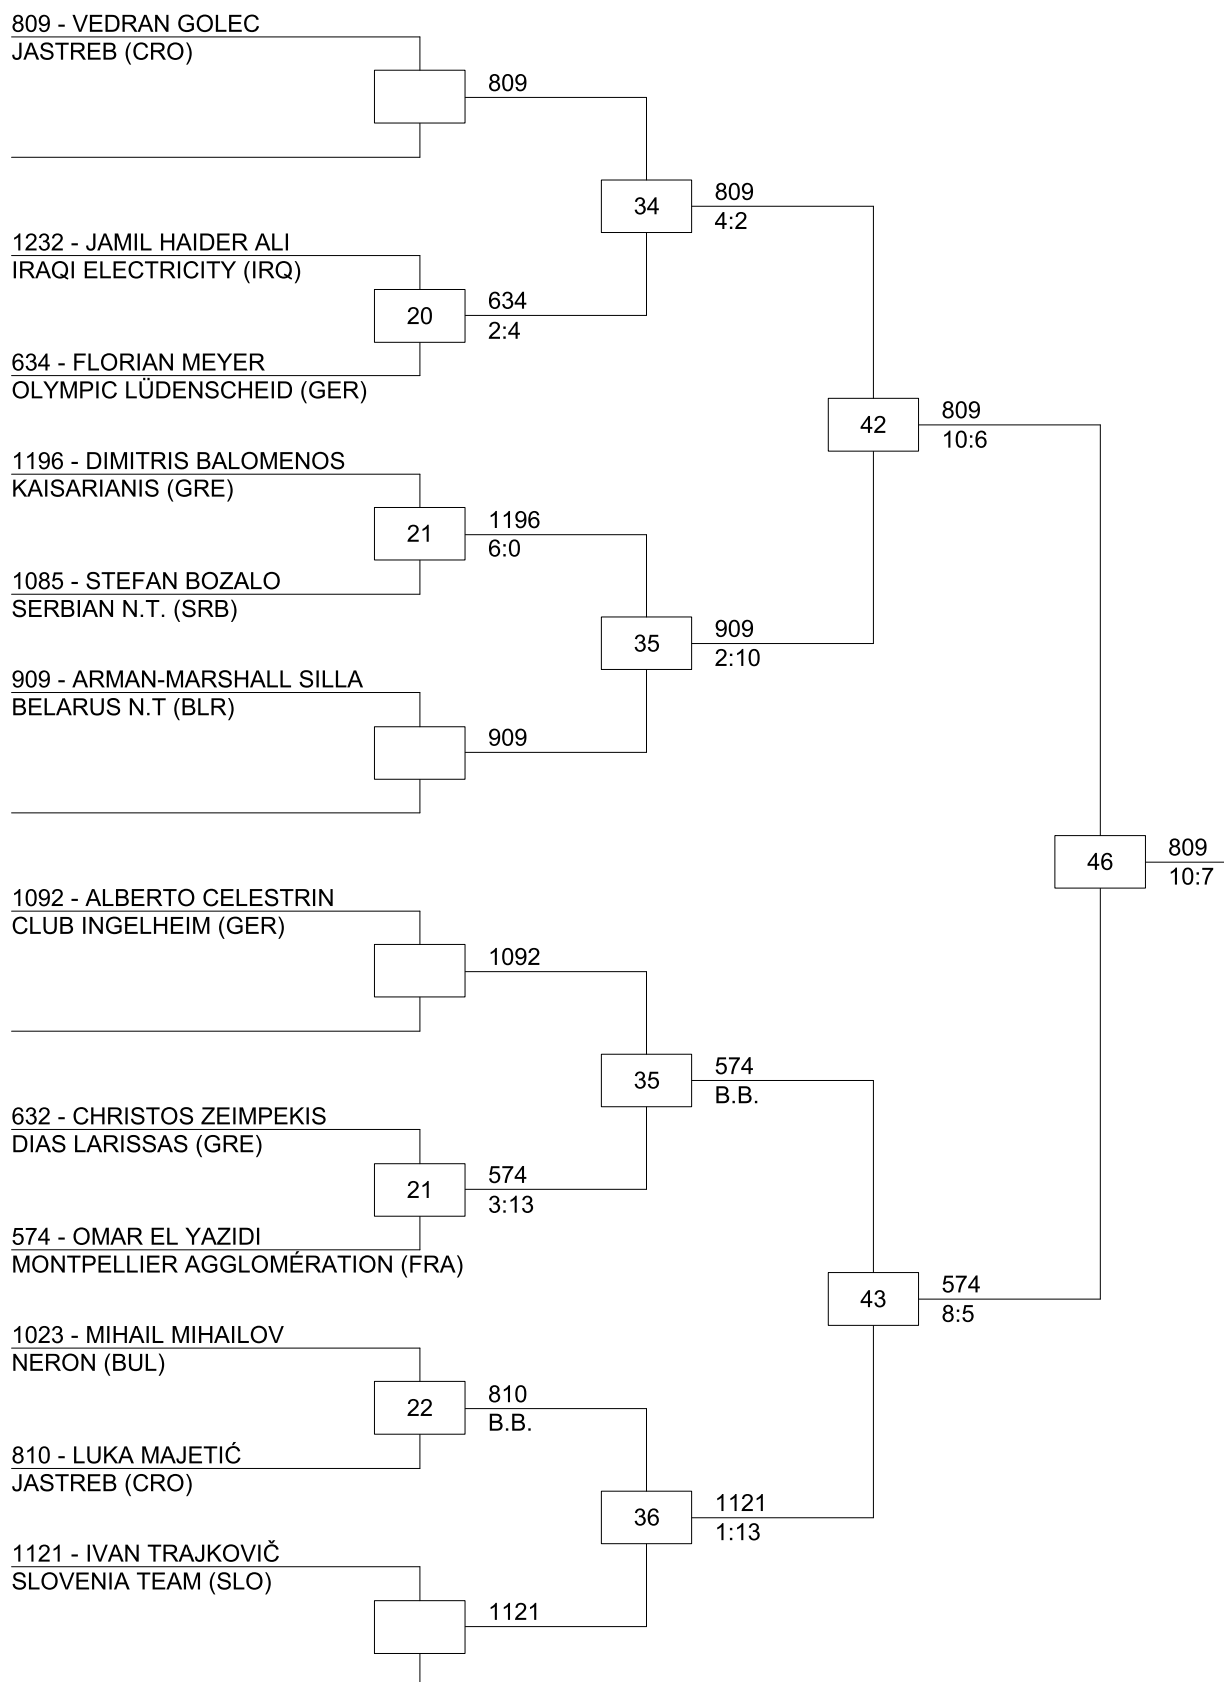 809 - VEDRAN GOLEC
JASTREB (CRO)
809
34
809
4:2
1232 - JAMIL HAIDER ALI
IRAQI ELECTRICITY (IRQ)
20
634
2:4
634 - FLORIAN MEYER
OLYMPIC LÜDENSCHEID (GER)
42
809
10:6
1196 - DIMITRIS BALOMENOS
KAISARIANIS (GRE)
21
1196
6:0
1085 - STEFAN BOZALO
SERBIAN N.T. (SRB)
35
909
2:10
909 - ARMAN-MARSHALL SILLA
BELARUS N.T (BLR)
909
46
809
10:7
1092 - ALBERTO CELESTRIN
CLUB INGELHEIM (GER)
1092
35
574
B.B.
632 - CHRISTOS ZEIMPEKIS
DIAS LARISSAS (GRE)
21
574
3:13
574 - OMAR EL YAZIDI
MONTPELLIER AGGLOMÉRATION (FRA)
43
574
8:5
1023 - MIHAIL MIHAILOV
NERON (BUL)
22
810
B.B.
810 - LUKA MAJETIĆ
JASTREB (CRO)
36
1121
1:13
1121 - IVAN TRAJKOVIČ
SLOVENIA TEAM (SLO)
1121